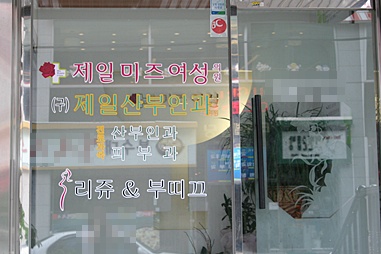 제일미즈여성의원
(구) 제일산부인과
산부인과
피부과
리쥬 & 부띠끄